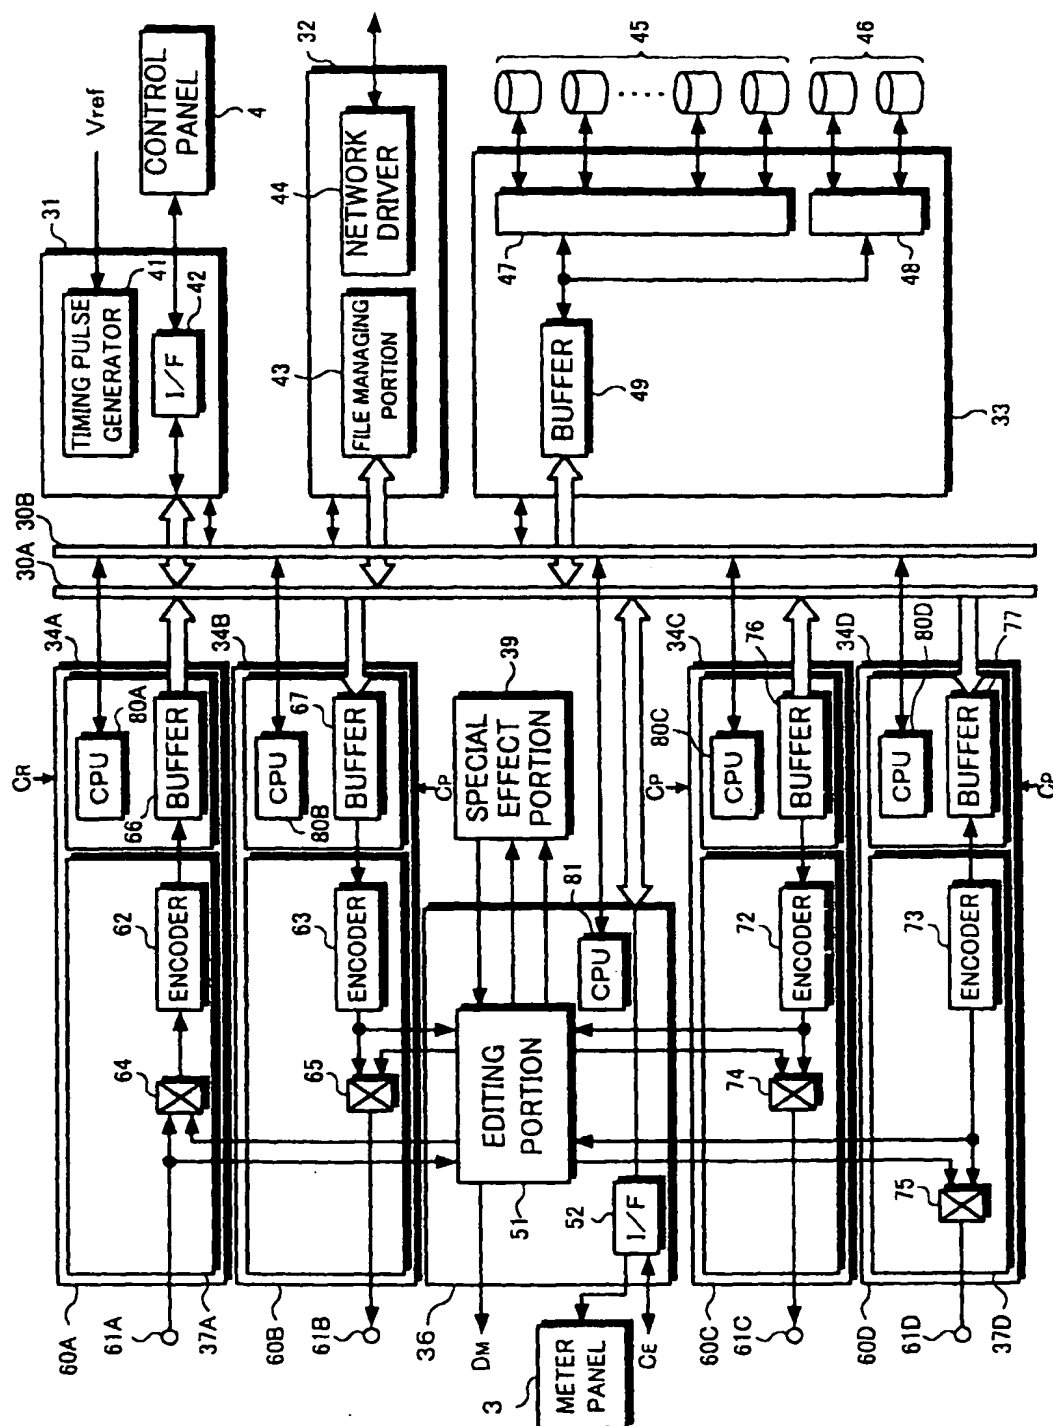 Vref
CONTROL
PANEL
4
31
TIMING PULSE
GENERATOR
41
I/F
42
32
NETWORK
DRIVER
44
FILE MANAGING
PORTION
43
45
46
47
48
BUFFER
49
33
30A
30B
CR
34A
CPU
80A
BUFFER
66
ENCODER
62
64
60A
61A
37A
34B
CPU
80B
BUFFER
67
CP
ENCODER
63
65
60B
61B
SPECIAL
EFFECT
PORTION
39
81
CPU
EDITING
PORTION
51
52
I/F
36
DM
METER
PANEL
3
CE
34C
CP
CPU
80C
BUFFER
76
ENCODER
72
74
60C
61C
34D
80D
77
CPU
BUFFER
CP
ENCODER
73
75
60D
61D
37D